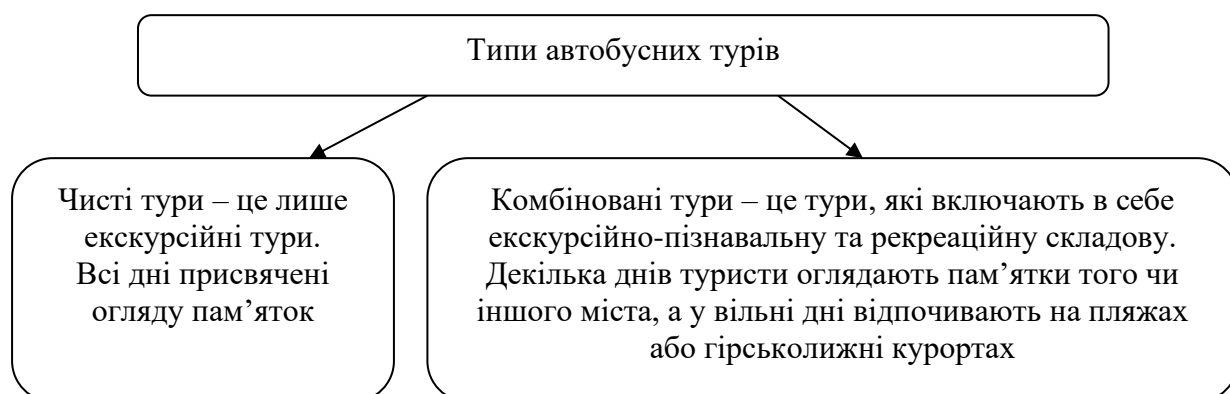 Типи автобусних турів
Чисті тури – це лише
екскурсійні тури.
Всі дні присвячені
огляду пам’яток
Комбіновані тури – це тури, які включають в себе
екскурсійно-пізнавальну та рекреаційну складову.
Декілька днів туристи оглядають пам’ятки того чи
іншого міста, а у вільні дні відпочивають на пляжах
або гірськолижні курортах